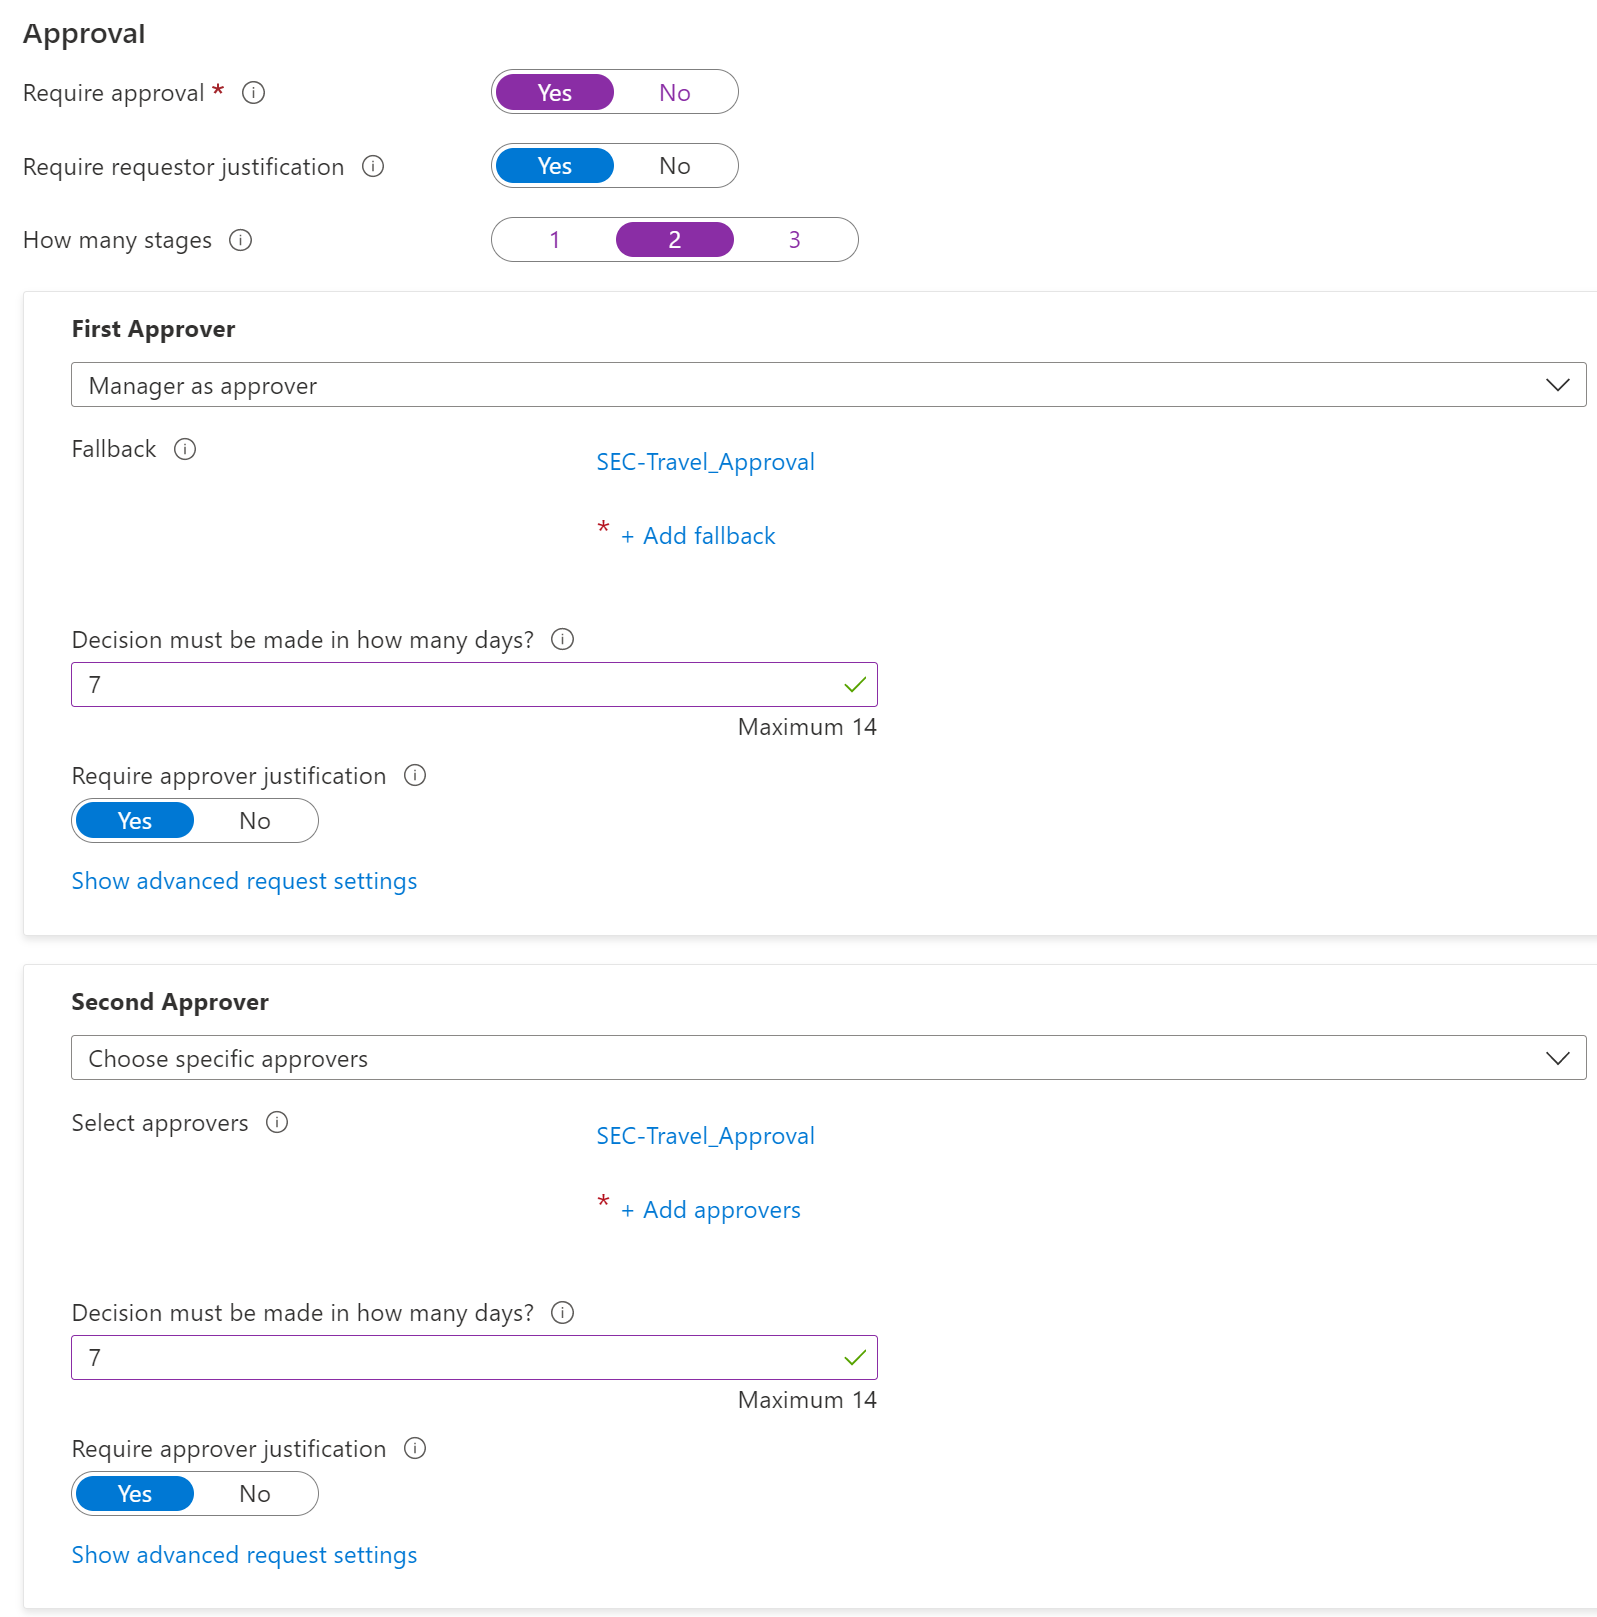 Approval
Require approval *
Yes No
Require requestor justification
Yes No
How many stages
1 2 3
First Approver
Manager as approver
Fallback
SEC-Travel_Approval
* + Add fallback
Decision must be made in how many days?
7
Maximum 14
Require approver justification
Yes No
Show advanced request settings
Second Approver
Choose specific approvers
Select approvers
SEC-Travel_Approval
* + Add approvers
Decision must be made in how many days?
7
Maximum 14
Require approver justification
Yes No
Show advanced request settings